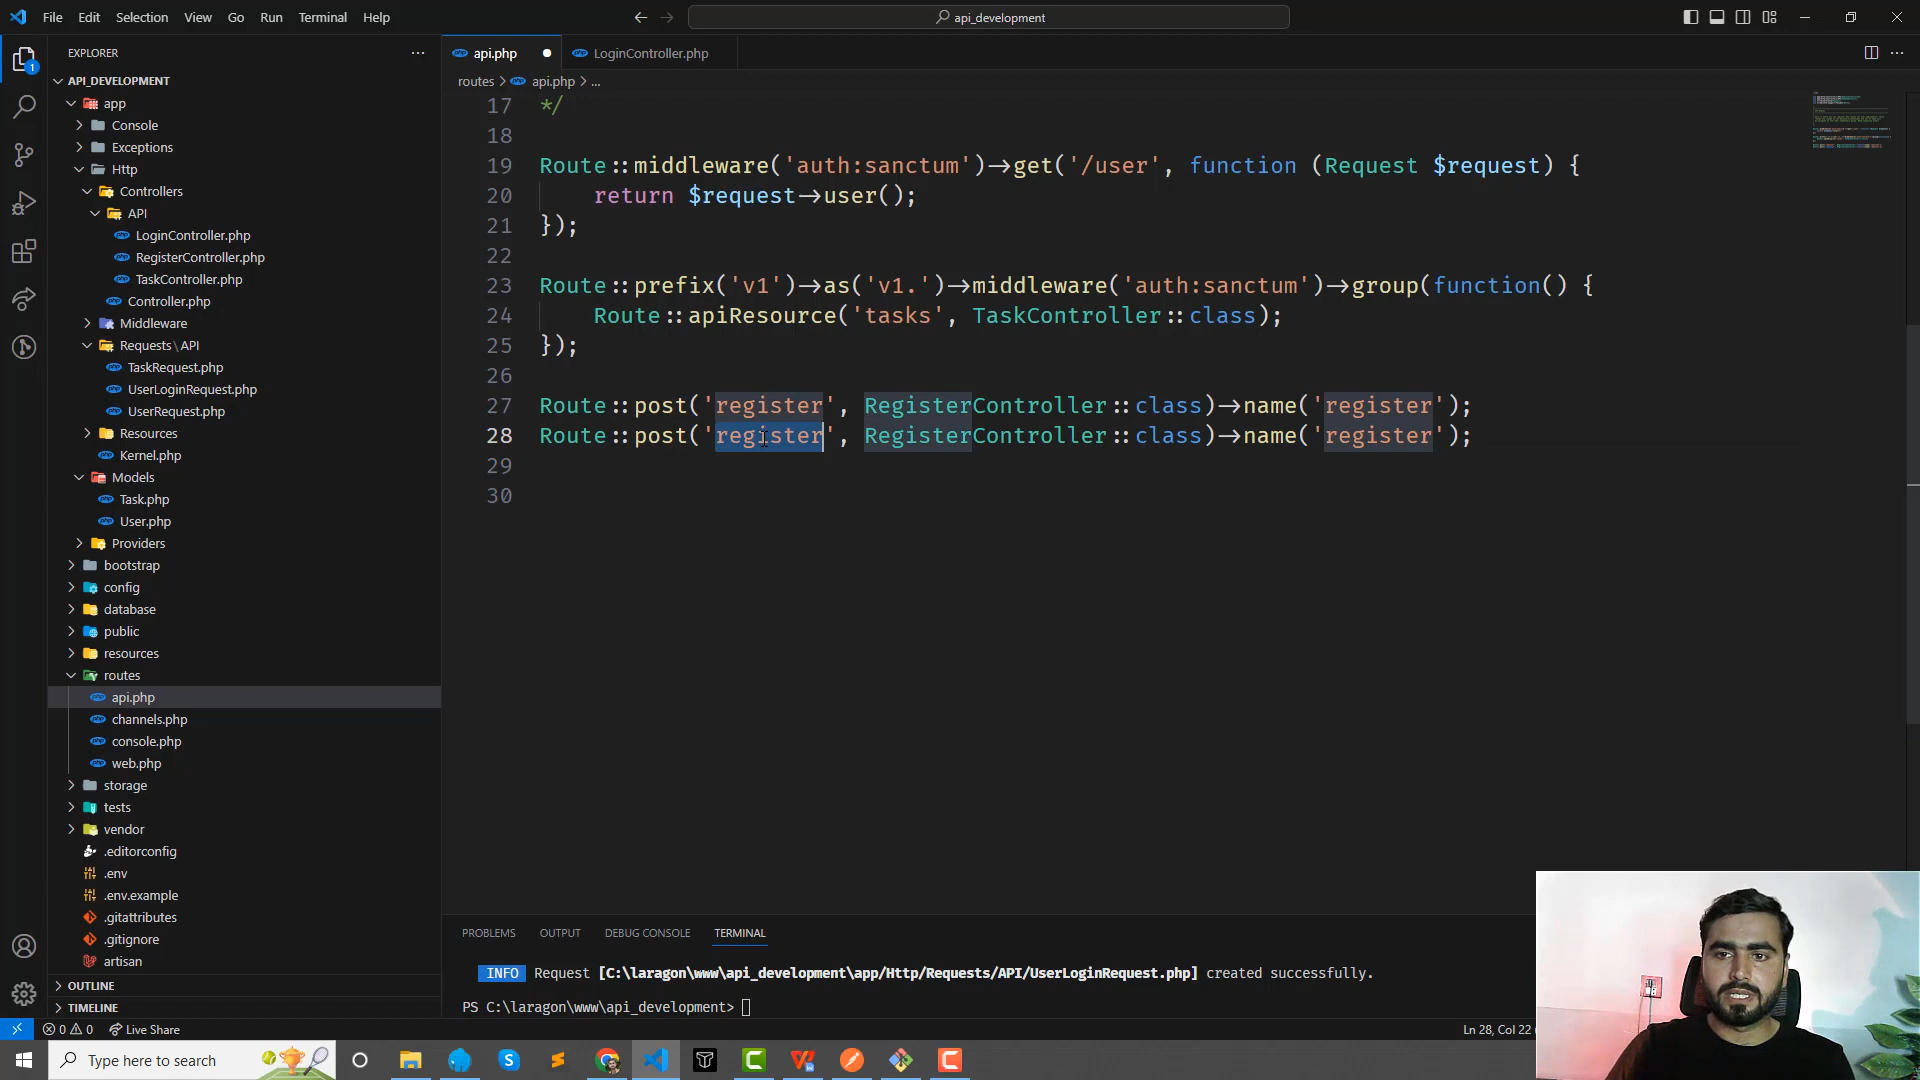 File Edit Selection View Go Run Terminal Help
api_development
EXPLORER
API_DEVELOPMENT
app
Console
Exceptions
Http
Controllers
API
LoginController.php
RegisterController.php
TaskController.php
Controller.php
Middleware
Requests\API
TaskRequest.php
UserLoginRequest.php
UserRequest.php
Resources
Kernel.php
Models
Task.php
User.php
Providers
bootstrap
config
database
public
resources
routes
api.php
channels.php
console.php
web.php
storage
tests
vendor
.editorconfig
.env
.env.example
.gitattributes
.gitignore
artisan
OUTLINE
TIMELINE
1
api.php LoginController.php
routes > api.php > ...
17 */
18
19 Route::middleware('auth:sanctum')->get('/user', function (Request $request) {
20 return $request->user();
21 });
22
23 Route::prefix('v1')->as('v1.')->middleware('auth:sanctum')->group(function() {
24 Route::apiResource('tasks', TaskController::class);
25 });
26
27 Route::post('register', RegisterController::class)->name('register');
28 Route::post('register', RegisterController::class)->name('register');
29
30
PROBLEMS OUTPUT DEBUG CONSOLE TERMINAL
INFO Request [C:\laragon\www\api_development\app/Http/Requests/API/UserLoginRequest.php] created successfully.
PS C:\laragon\www\api_development>
0 0 Live Share
Ln 28, Col 22
Type here to search